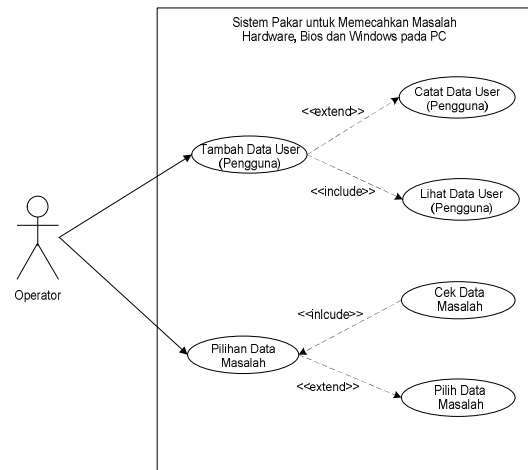 Sistem Pakar untuk Memecahkan Masalah
Hardware, Bios dan Windows pada PC
Catat Data User
(Pengguna)
<<extend>>
Tambah Data User
(Pengguna)
<<include>>
Lihat Data User
(Pengguna)
Operator
Cek Data
Masalah
<<inlcude>>
Pilihan Data
Masalah
<<extend>>
Pilih Data
Masalah